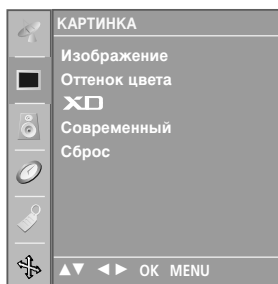 КАРТИНКА
Изображение
Оттенок цвета
XD
Современный
Сброс
▲▼ ◄► OK MENU